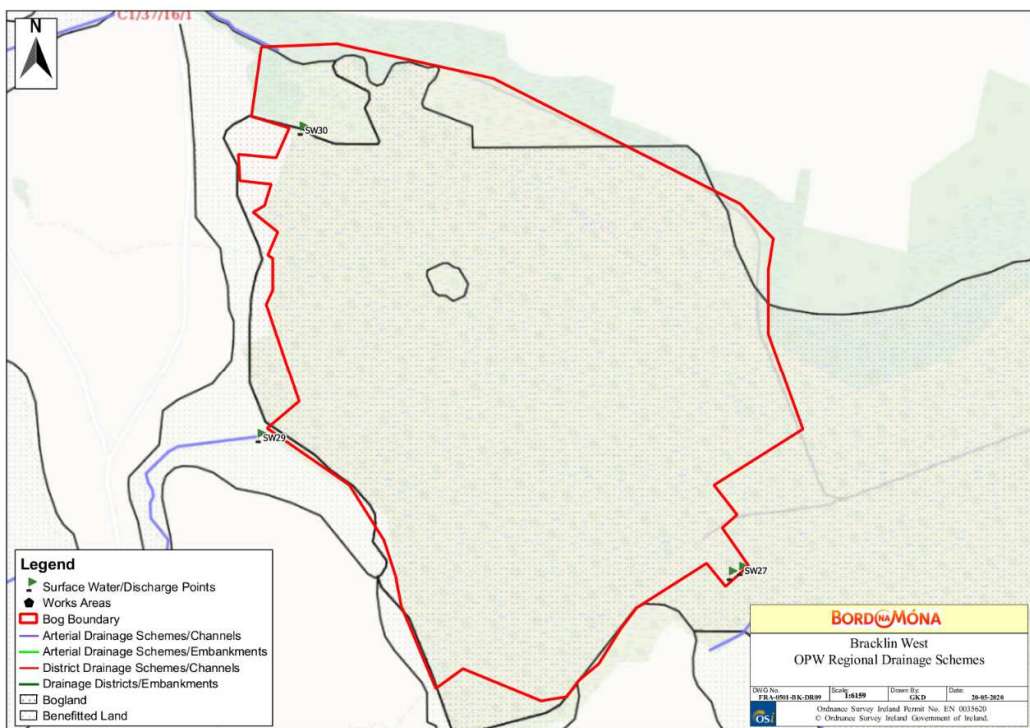 C1/37/16/1
N
SW30
SW29
SW27
Legend
Surface Water/Discharge Points
Works Areas
Bog Boundary
Arterial Drainage Schemes/Channels
Arterial Drainage Schemes/Embankments
District Drainage Schemes/Channels
Drainage Districts/Embankments
Bogland
Benefitted Land
BORD NA MÓNA
Bracklin West
OPW Regional Drainage Schemes
DWG No: Scale: Drawn By: Date:
FRA-0501-BK-DR09 1:6159 GKD 20-05-2020
OSi
Ordnance Survey Ireland Permit No. EN 0035620
© Ordnance Survey Ireland Government of Ireland.